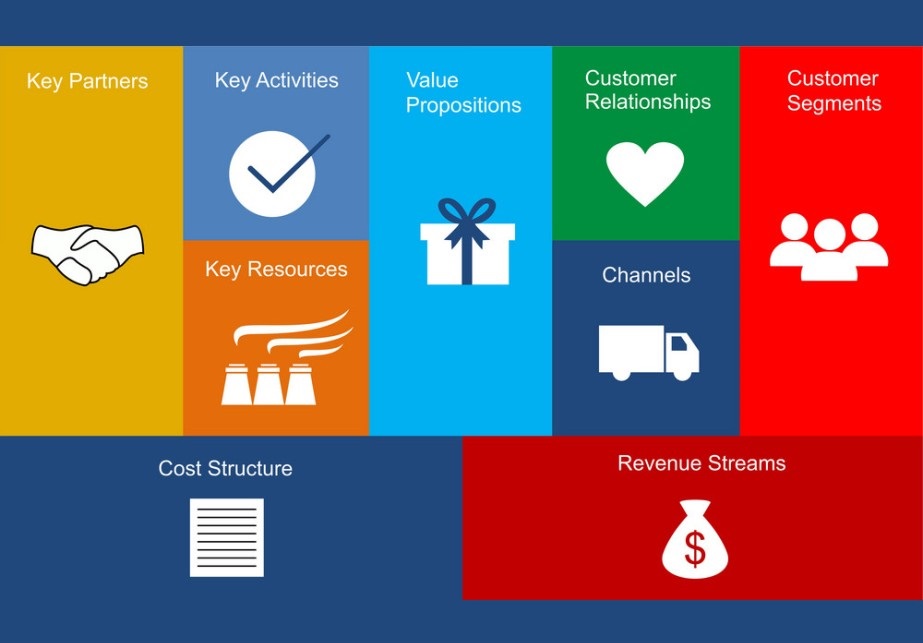 Key Partners
Key Activities
Value
Propositions
Customer
Relationships
Customer
Segments
Key Resources
Channels
Cost Structure
Revenue Streams
$